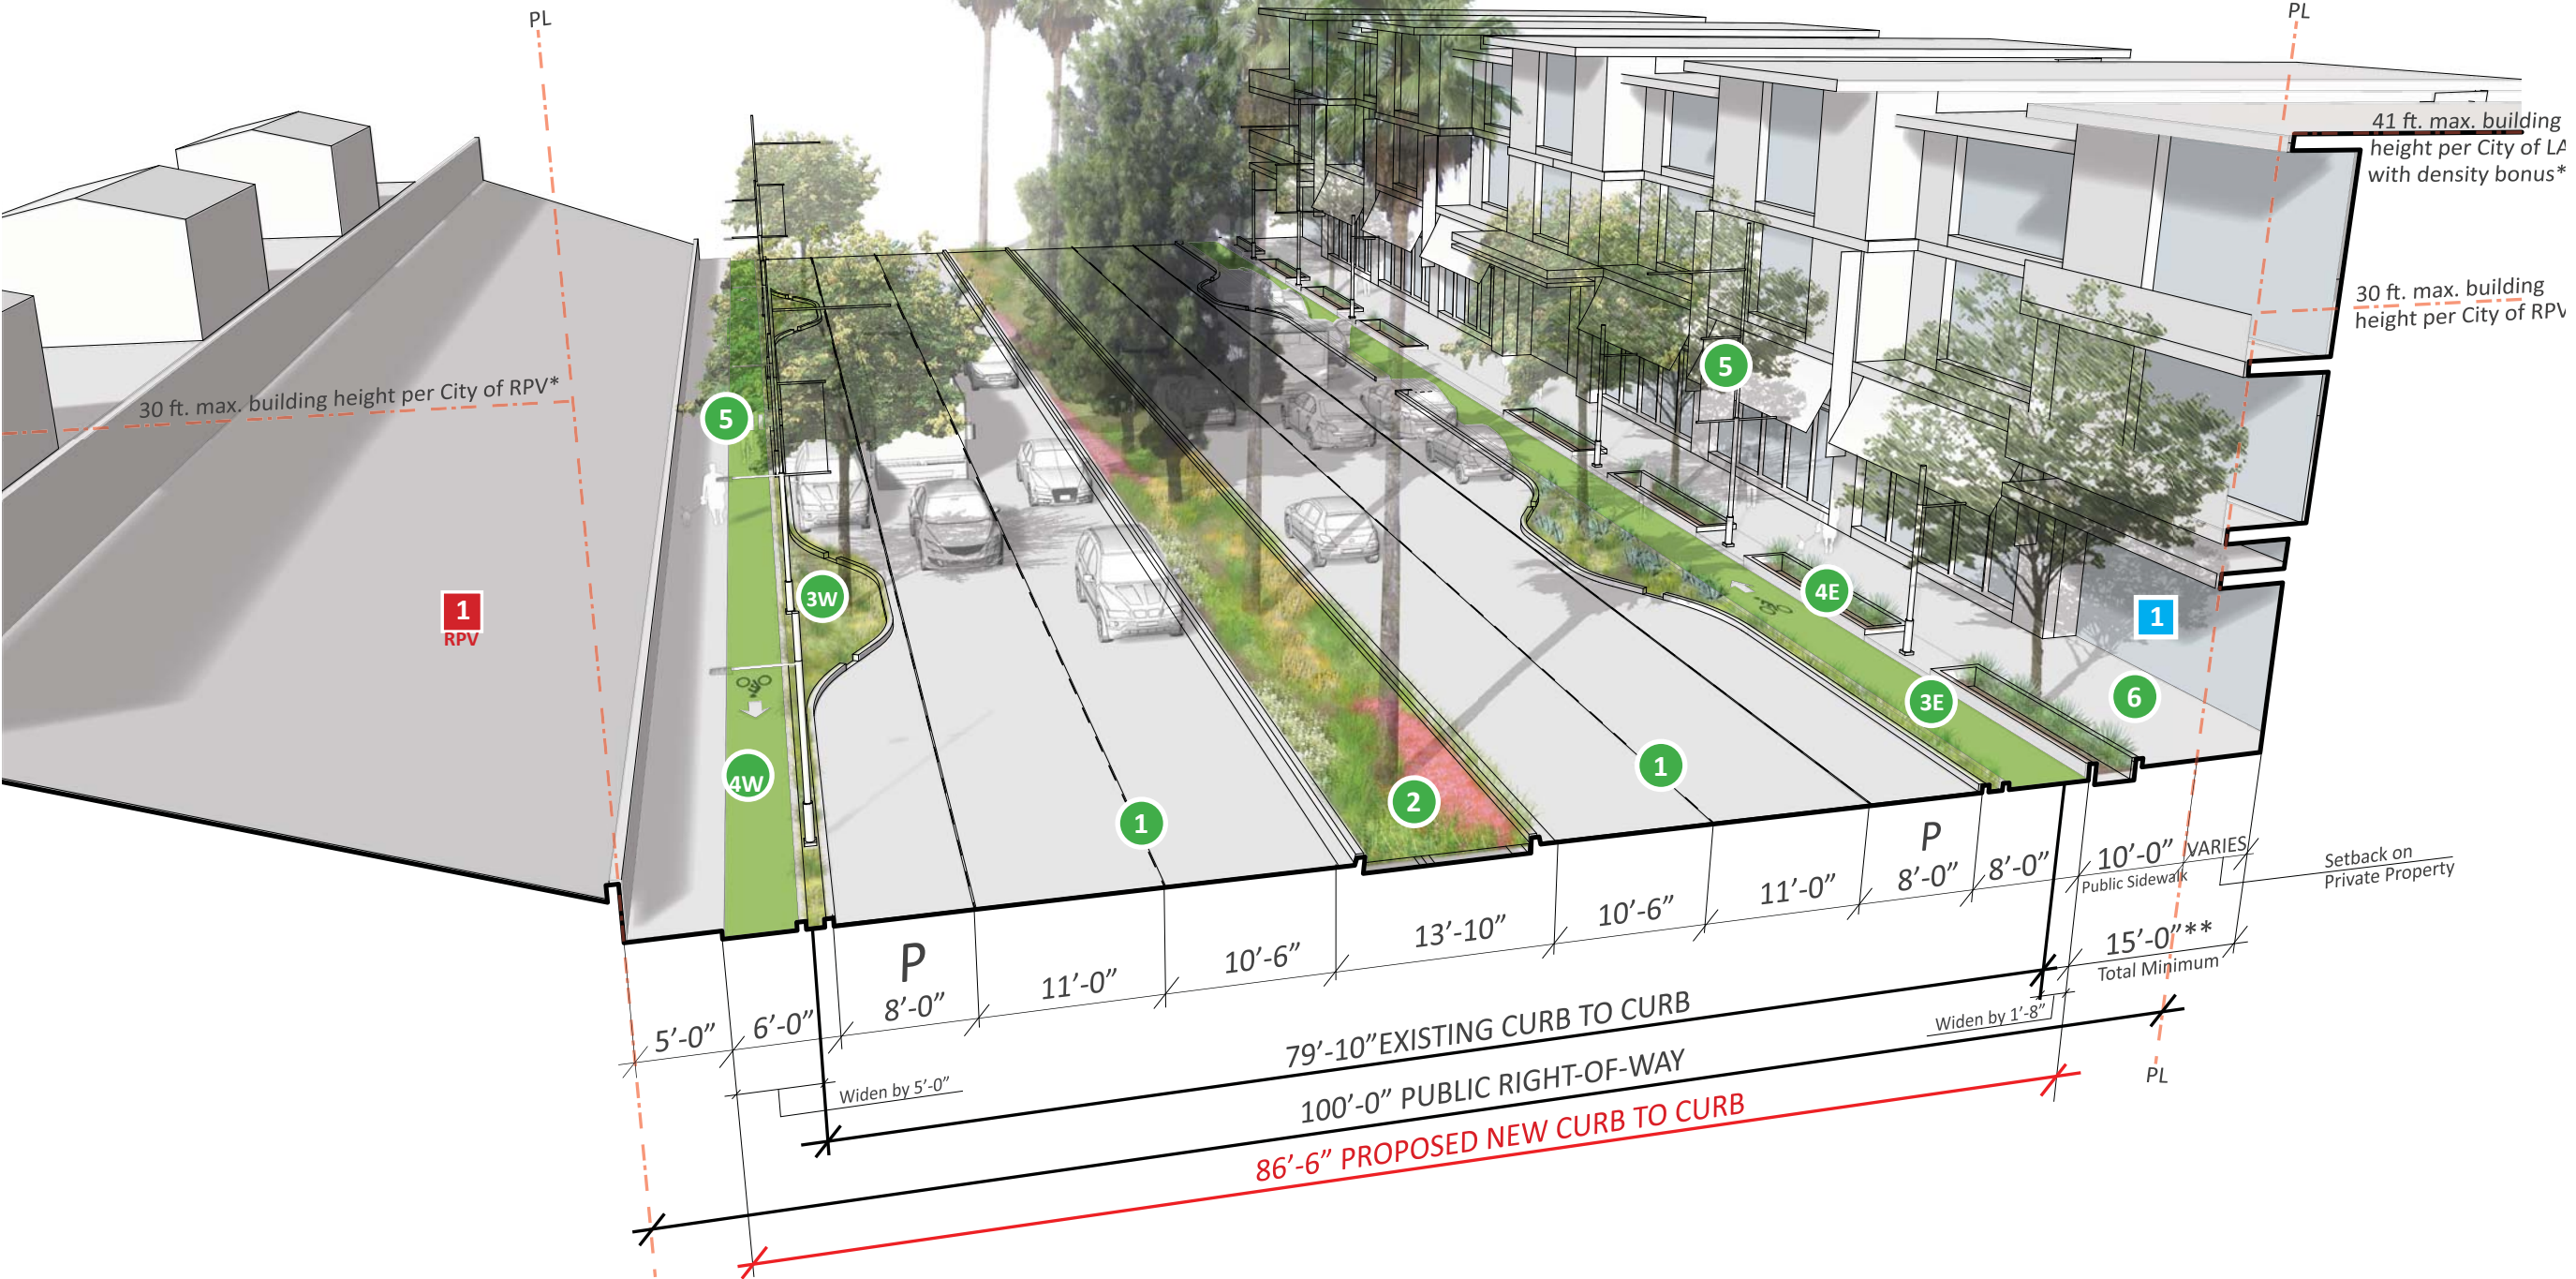 PL
PL
41 ft. max. building
height per City of LA
with density bonus*
30 ft. max. building
height per City of RPV
30 ft. max. building height per City of RPV*
5
5
3W
4E
1
RPV
1
3E
6
4W
1
2
1
P
8’-0”
8’-0”
10’-0”
VARIES
Public Sidewalk
Setback on
Private Property
11’-0”
10’-6”
13’-10”
10’-6”
11’-0”
P
8’-0”
6’-0”
5’-0”
15’-0”**
Total Minimum
Widen by 1’-8”
Widen by 5’-0”
79’-10”EXISTING CURB TO CURB
100’-0” PUBLIC RIGHT-OF-WAY
86’-6” PROPOSED NEW CURB TO CURB
PL